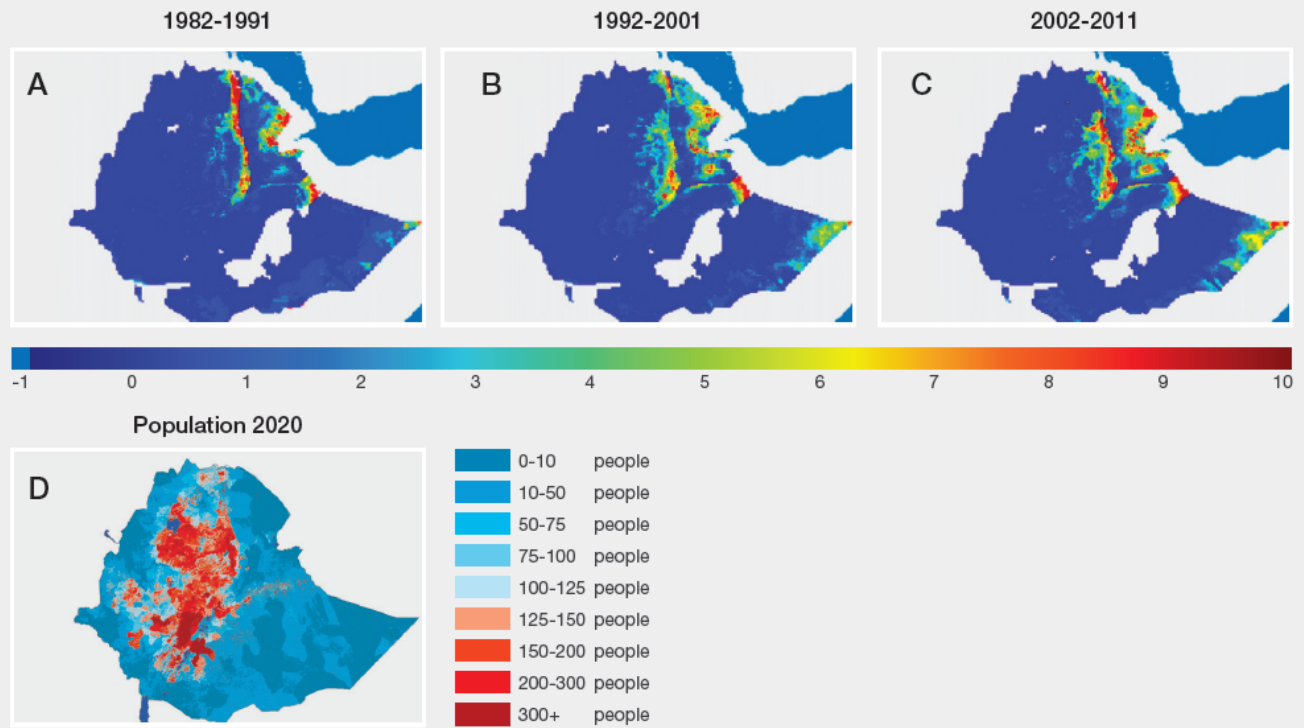 1982-1991
1992-2001
2002-2011
A
B
C
-1 0 1 2 3 4 5 6 7 8 9 10
Population 2020
D
0-10 people
10-50 people
50-75 people
75-100 people
100-125 people
125-150 people
150-200 people
200-300 people
300+ people